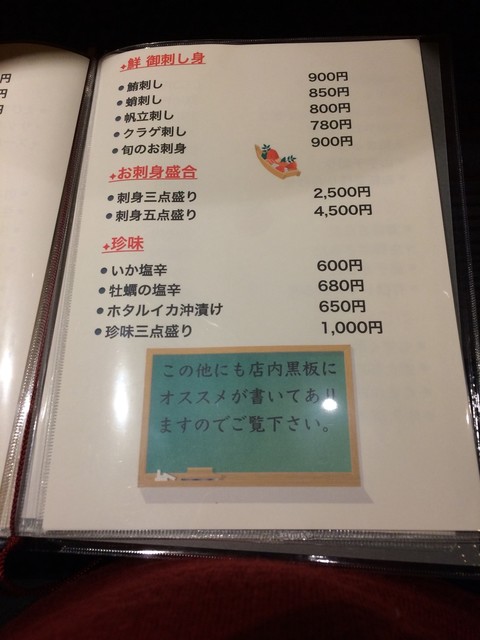 鮮 御刺し身
鮪刺し 900円
蛸刺し 850円
帆立刺し 800円
クラゲ刺し 780円
旬のお刺身 900円
お刺身盛合
刺身三点盛り 2,500円
刺身五点盛り 4,500円
珍味
いか塩辛 600円
牡蠣の塩辛 680円
ホタルイカ沖漬け 650円
珍味三点盛り 1,000円
この他にも店内黒板に
オススメが書いてあり
ますのでご覧下さい。
円
円
円